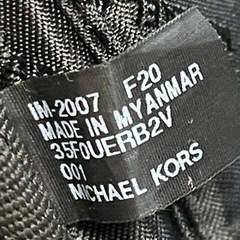 IM-2007 F20
MADE IN MYANMAR
35F0UERB2V
001
MICHAEL KORS